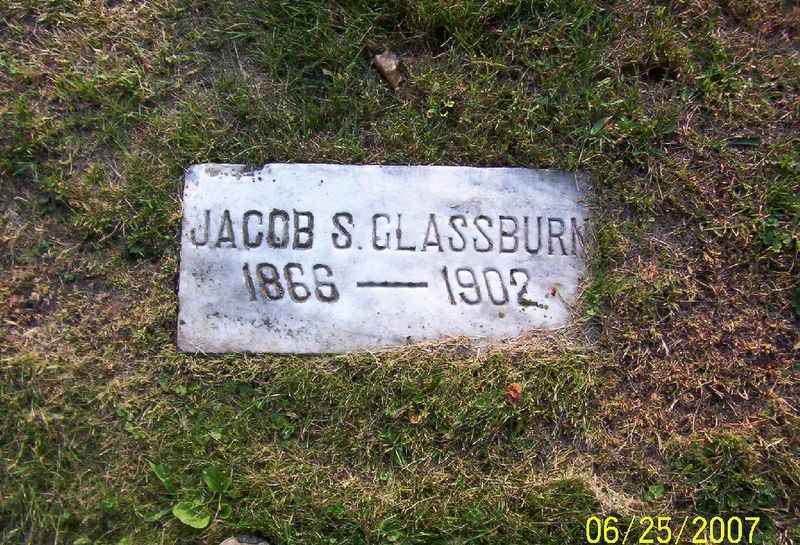 JACOB S. GLASSBURN
1866 — 1902
06/25/2007